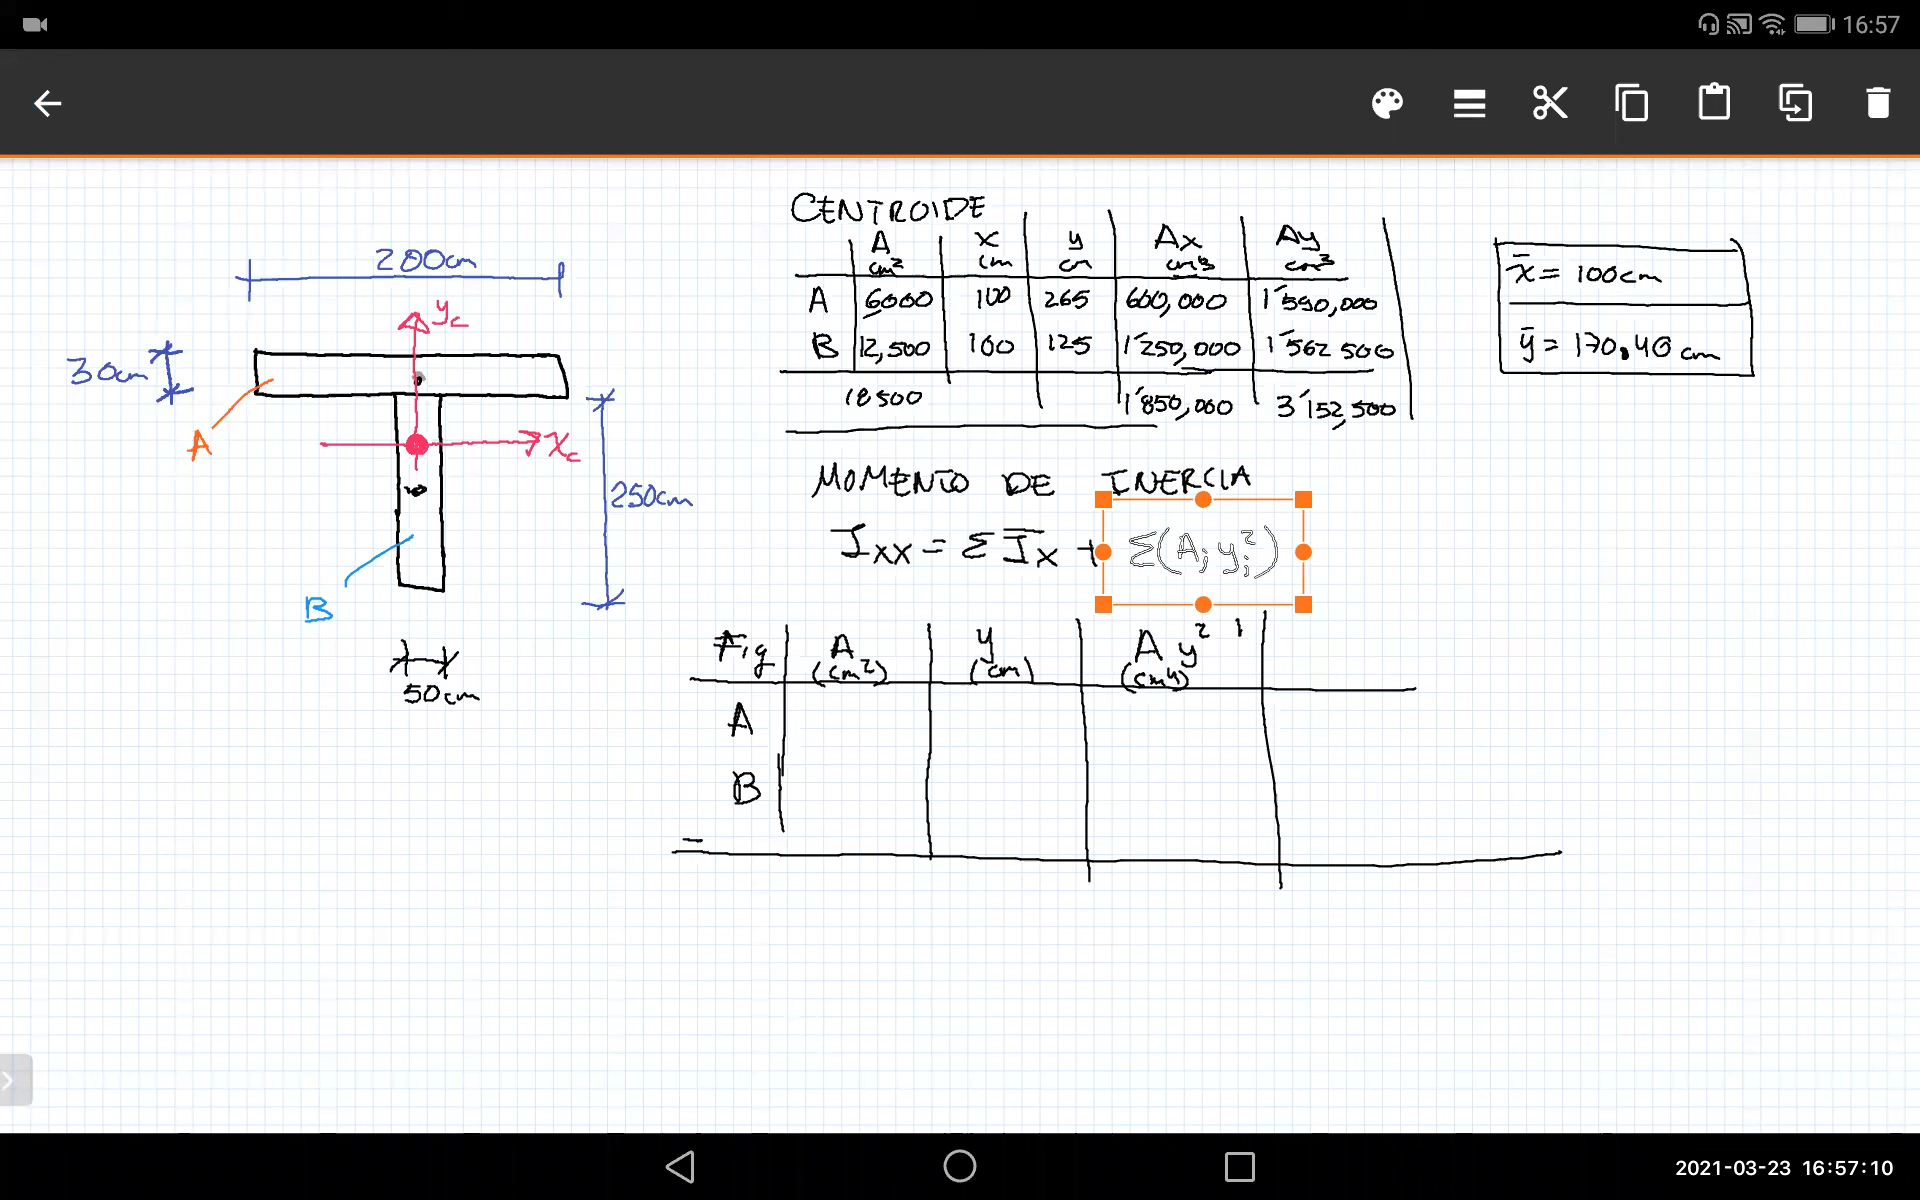 16:57
CENTROIDE
A x y Ax Ay
cm² cm cm cm³ cm³
A 6000 100 265 600,000 1´590,000
B 12,500 100 125 1´250,000 1´562 500
18 500 1´850,000 3´152,500
x̄ = 100cm
ȳ = 170.40 cm
200cm
yc
30cm
A
xc
250cm
B
50cm
MOMENTO DE INERCIA
Ixx = Σ Īx + Σ(Ai yi²)
Fig A y A y²
(cm²) (cm) (cm⁴)
A
B
2021-03-23 16:57:10